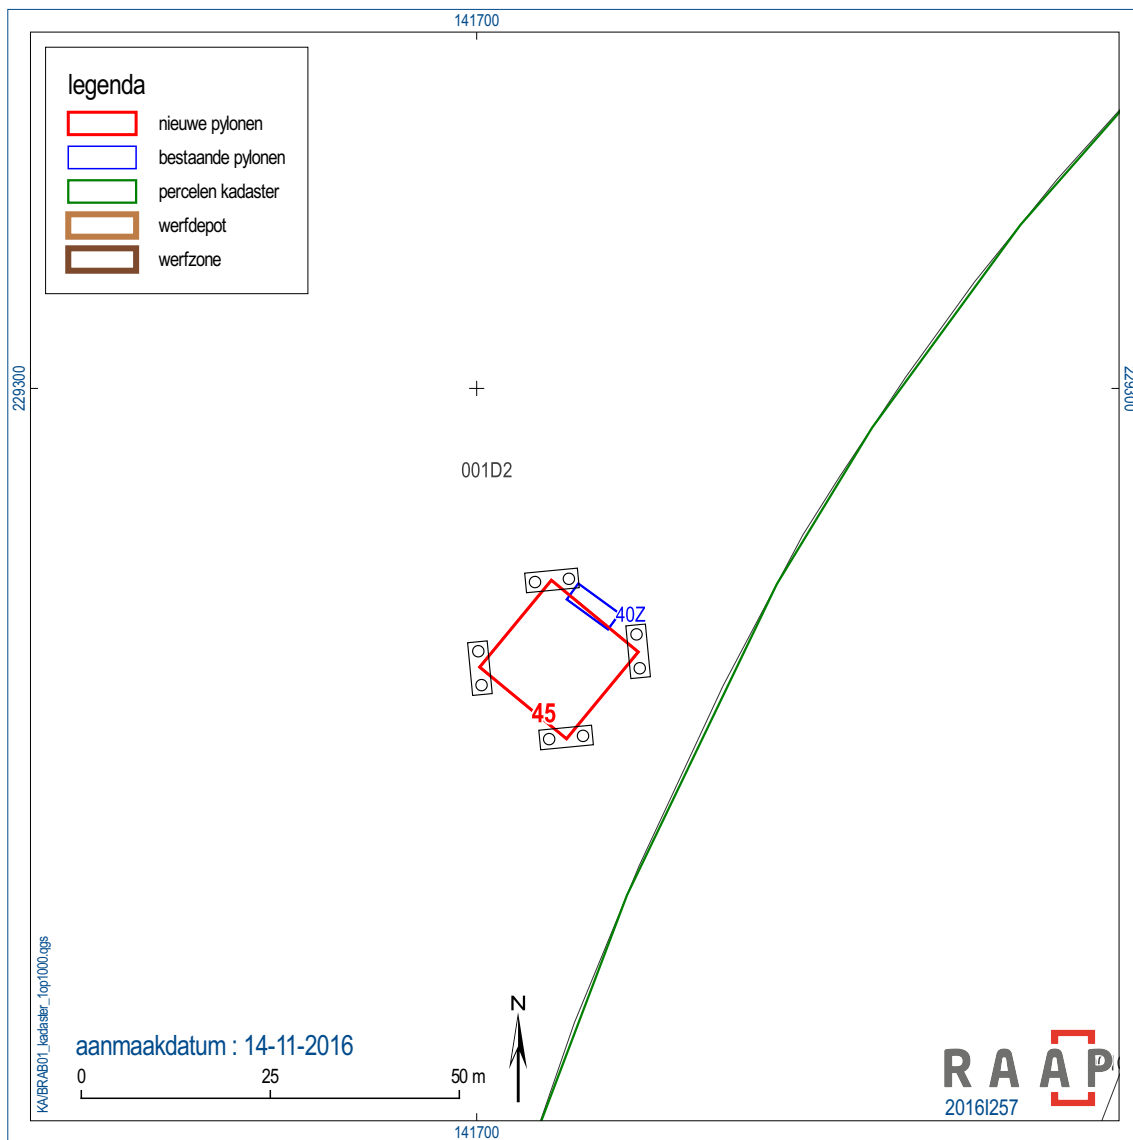 141700
legenda
nieuwe pylonen
bestaande pylonen
percelen kadaster
werfdepot
werfzone
229300
229300
001D2
40Z
45
KA/BRAB01_kadaster_1op1000.qgs
N
aanmaakdatum : 14-11-2016
0 25 50 m
RAAP
2016I257
141700